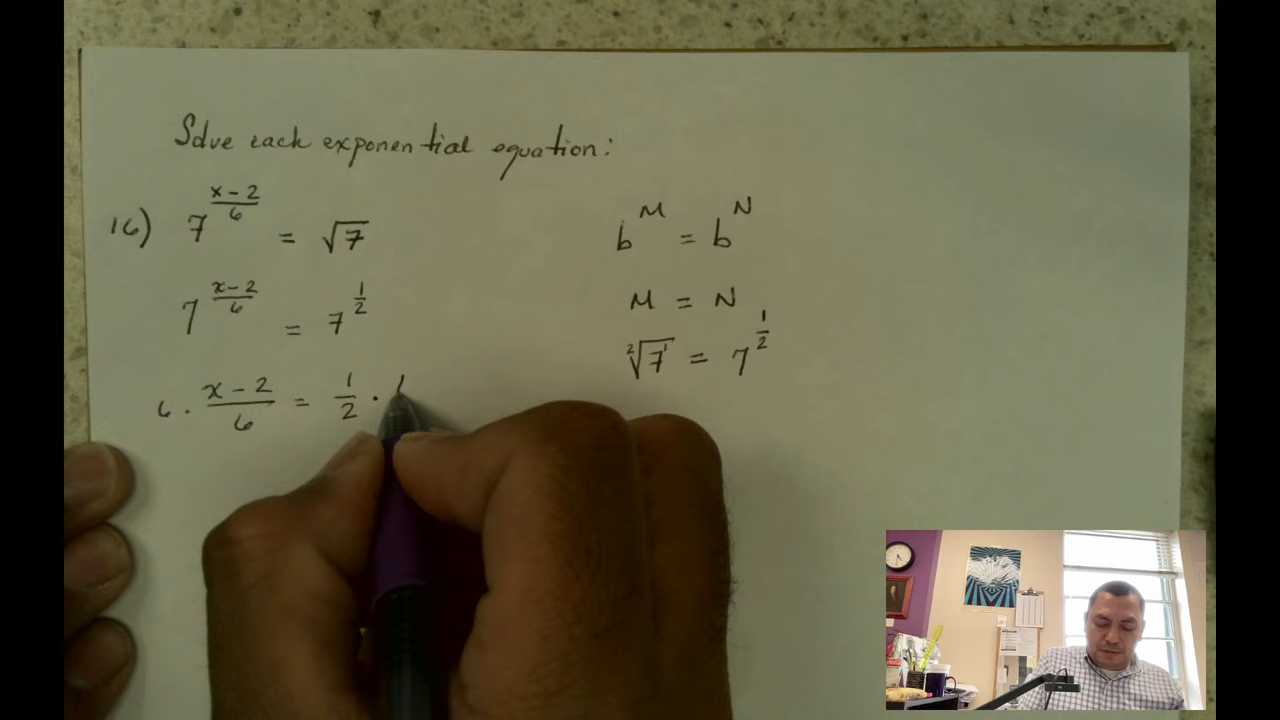 Solve each exponential equation:
16) 7^((x-2)/6) = √7
7^((x-2)/6) = 7^(1/2)
6 · (x-2)/6 = 1/2 ·
b^M = b^N
M = N
²√7¹ = 7^(1/2)